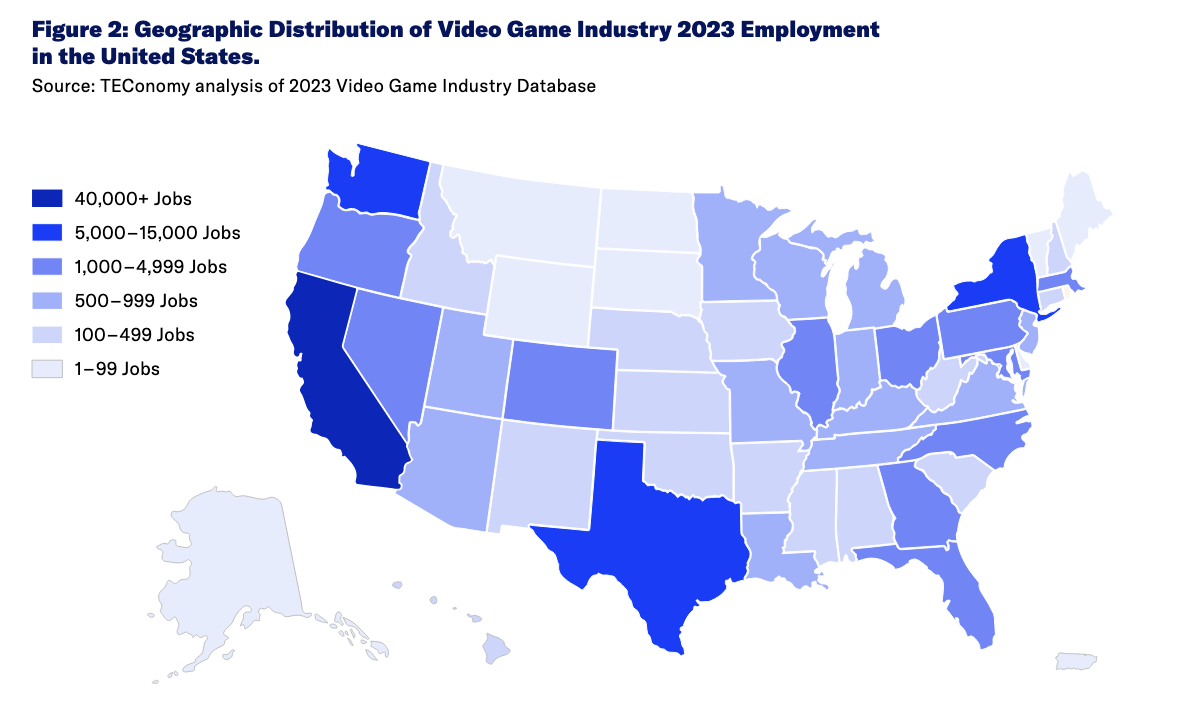 Figure 2: Geographic Distribution of Video Game Industry 2023 Employment
in the United States.
Source: TEConomy analysis of 2023 Video Game Industry Database
40,000+ Jobs
5,000–15,000 Jobs
1,000–4,999 Jobs
500–999 Jobs
100–499 Jobs
1–99 Jobs